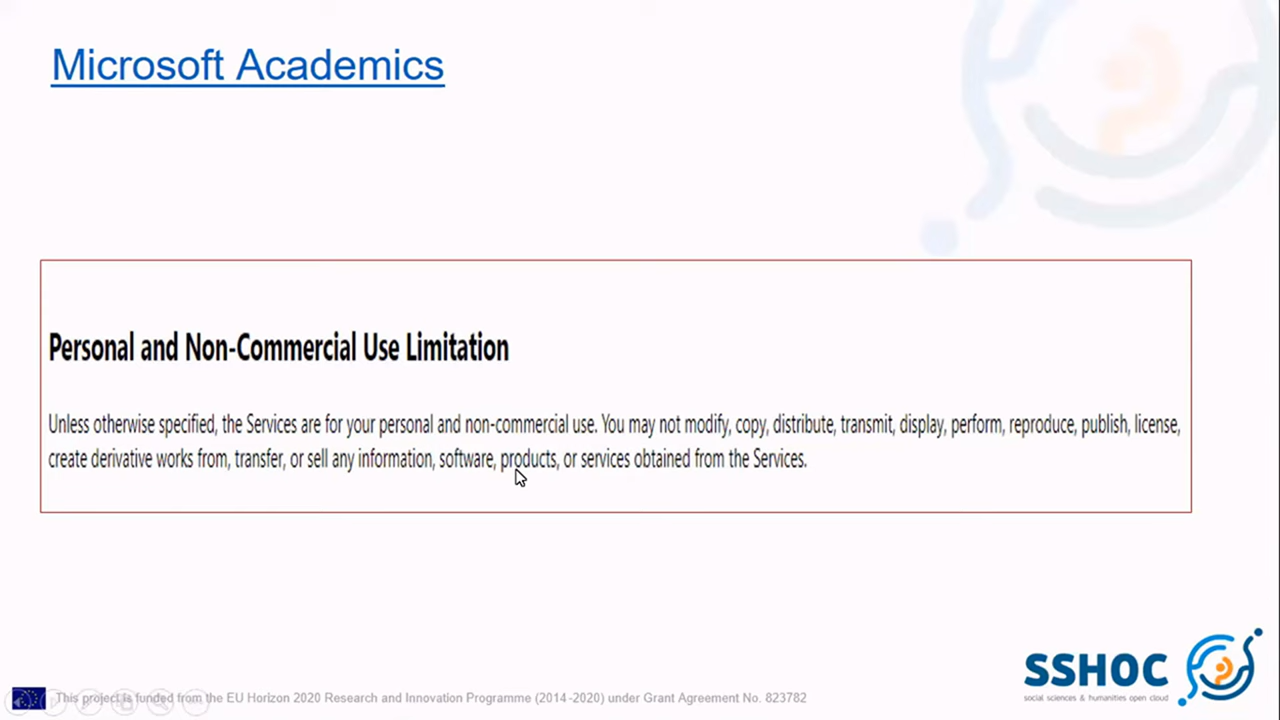 Microsoft Academics
Personal and Non-Commercial Use Limitation
Unless otherwise specified, the Services are for your personal and non-commercial use. You may not modify, copy, distribute, transmit, display, perform, reproduce, publish, license,
create derivative works from, transfer, or sell any information, software, products, or services obtained from the Services.
SSHOC
social sciences & humanities open cloud
This project is funded from the EU Horizon 2020 Research and Innovation Programme (2014-2020) under Grant Agreement No. 823782